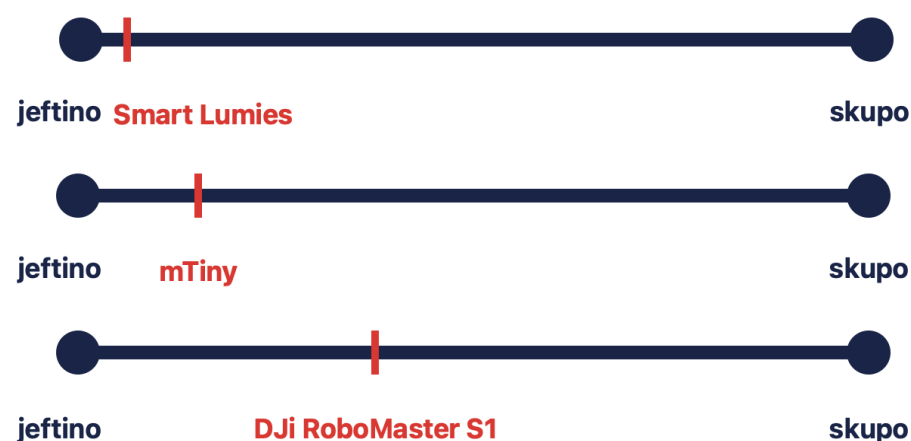 jeftino Smart Lumies skupo
jeftino mTiny skupo
jeftino DJi RoboMaster S1 skupo